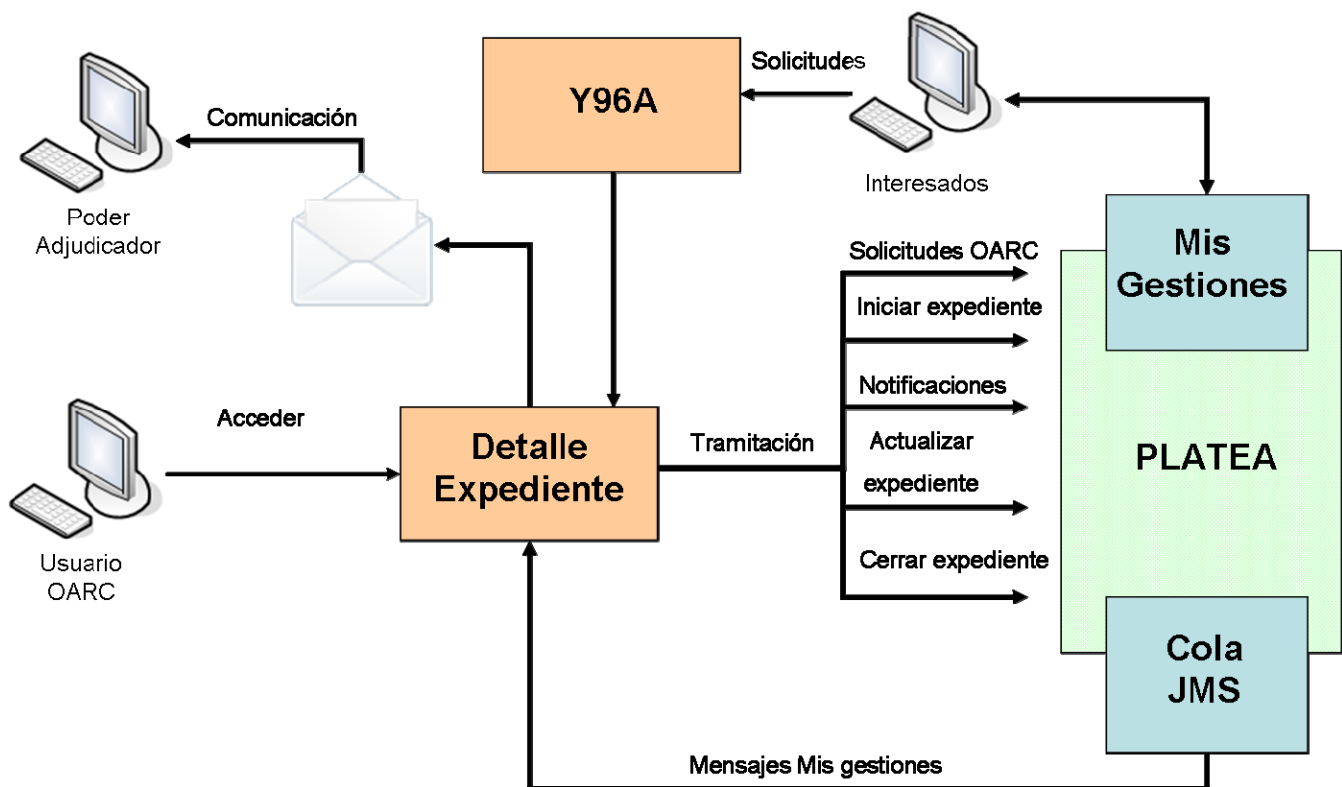 Y96A
Solicitudes
Comunicación
Interesados
Poder
Adjudicador
Mis
Gestiones
Solicitudes OARC
Iniciar expediente
Notificaciones
Acceder
Detalle
Expediente
Tramitación
Actualizar
expediente
PLATEA
Cerrar expediente
Usuario
OARC
Cola
JMS
Mensajes Mis gestiones